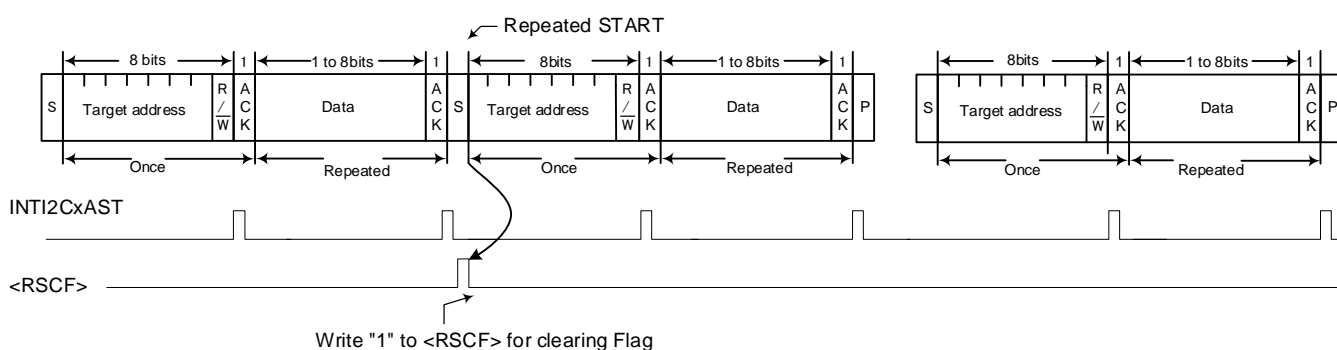 Repeated START
8 bits 1 1 to 8bits 1 8bits 1 1 to 8bits 1 8bits 1 1 to 8bits 1
S Target address R/W ACK Data ACK S Target address R/W ACK Data ACK P S Target address R/W ACK Data ACK P
Once Repeated Once Repeated Once Repeated
INTI2CxAST
<RSCF>
Write "1" to <RSCF> for clearing Flag